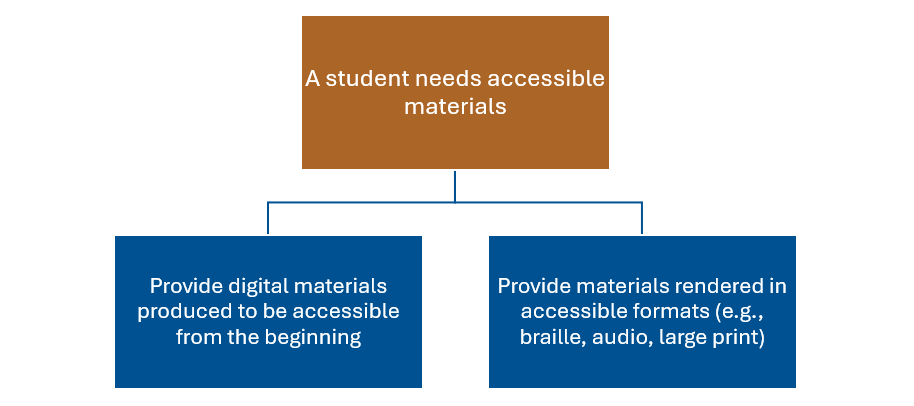 A student needs accessible
materials
Provide digital materials
produced to be accessible
from the beginning
Provide materials rendered in
accessible formats (e.g.,
braille, audio, large print)